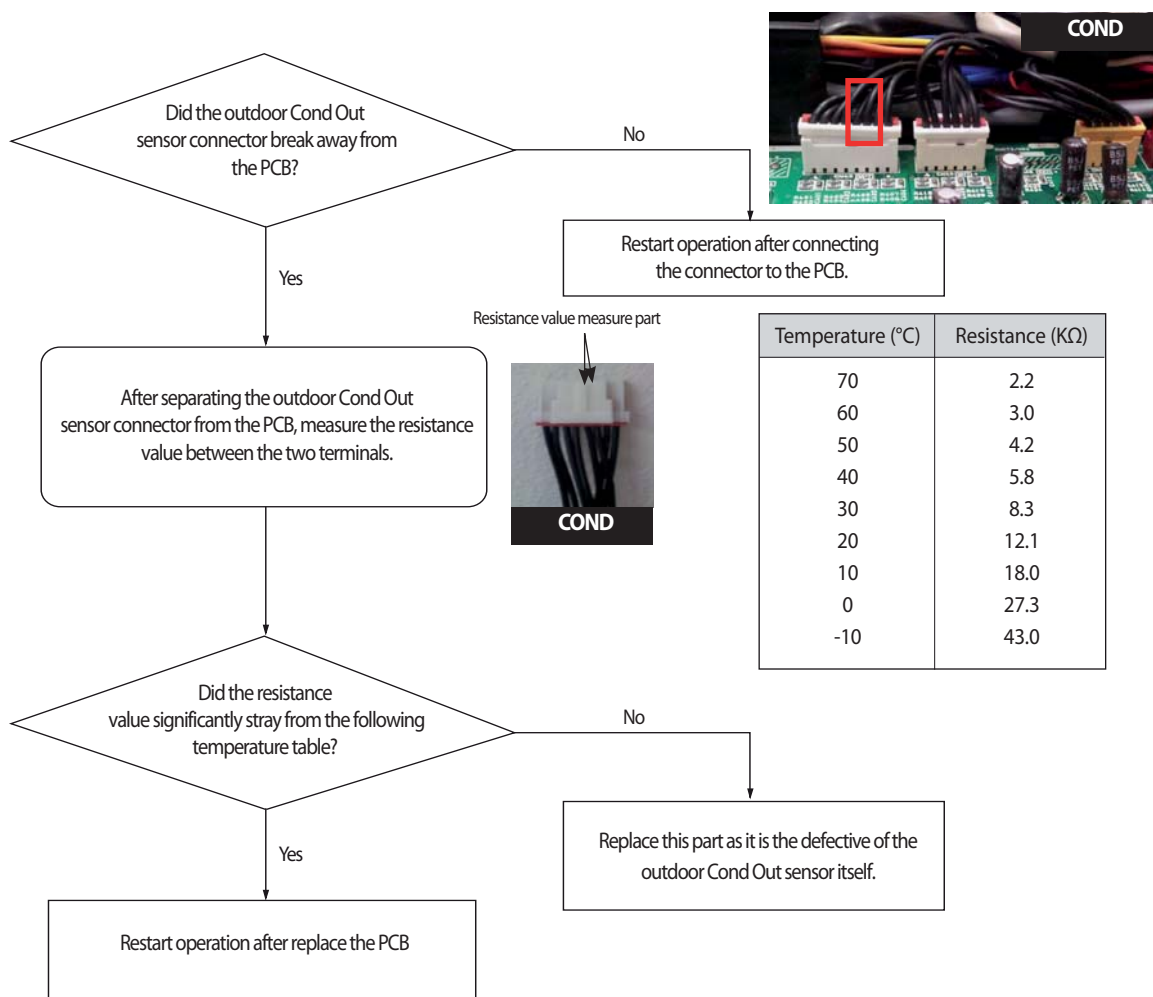 COND
Did the outdoor Cond Out
sensor connector break away from
the PCB?
No
Restart operation after connecting
the connector to the PCB.
Yes
Resistance value measure part
COND
After separating the outdoor Cond Out
sensor connector from the PCB, measure the resistance
value between the two terminals.
Temperature (°C) Resistance (KΩ)
70 2.2
60 3.0
50 4.2
40 5.8
30 8.3
20 12.1
10 18.0
0 27.3
-10 43.0
Did the resistance
value significantly stray from the following
temperature table?
No
Replace this part as it is the defective of the
outdoor Cond Out sensor itself.
Yes
Restart operation after replace the PCB